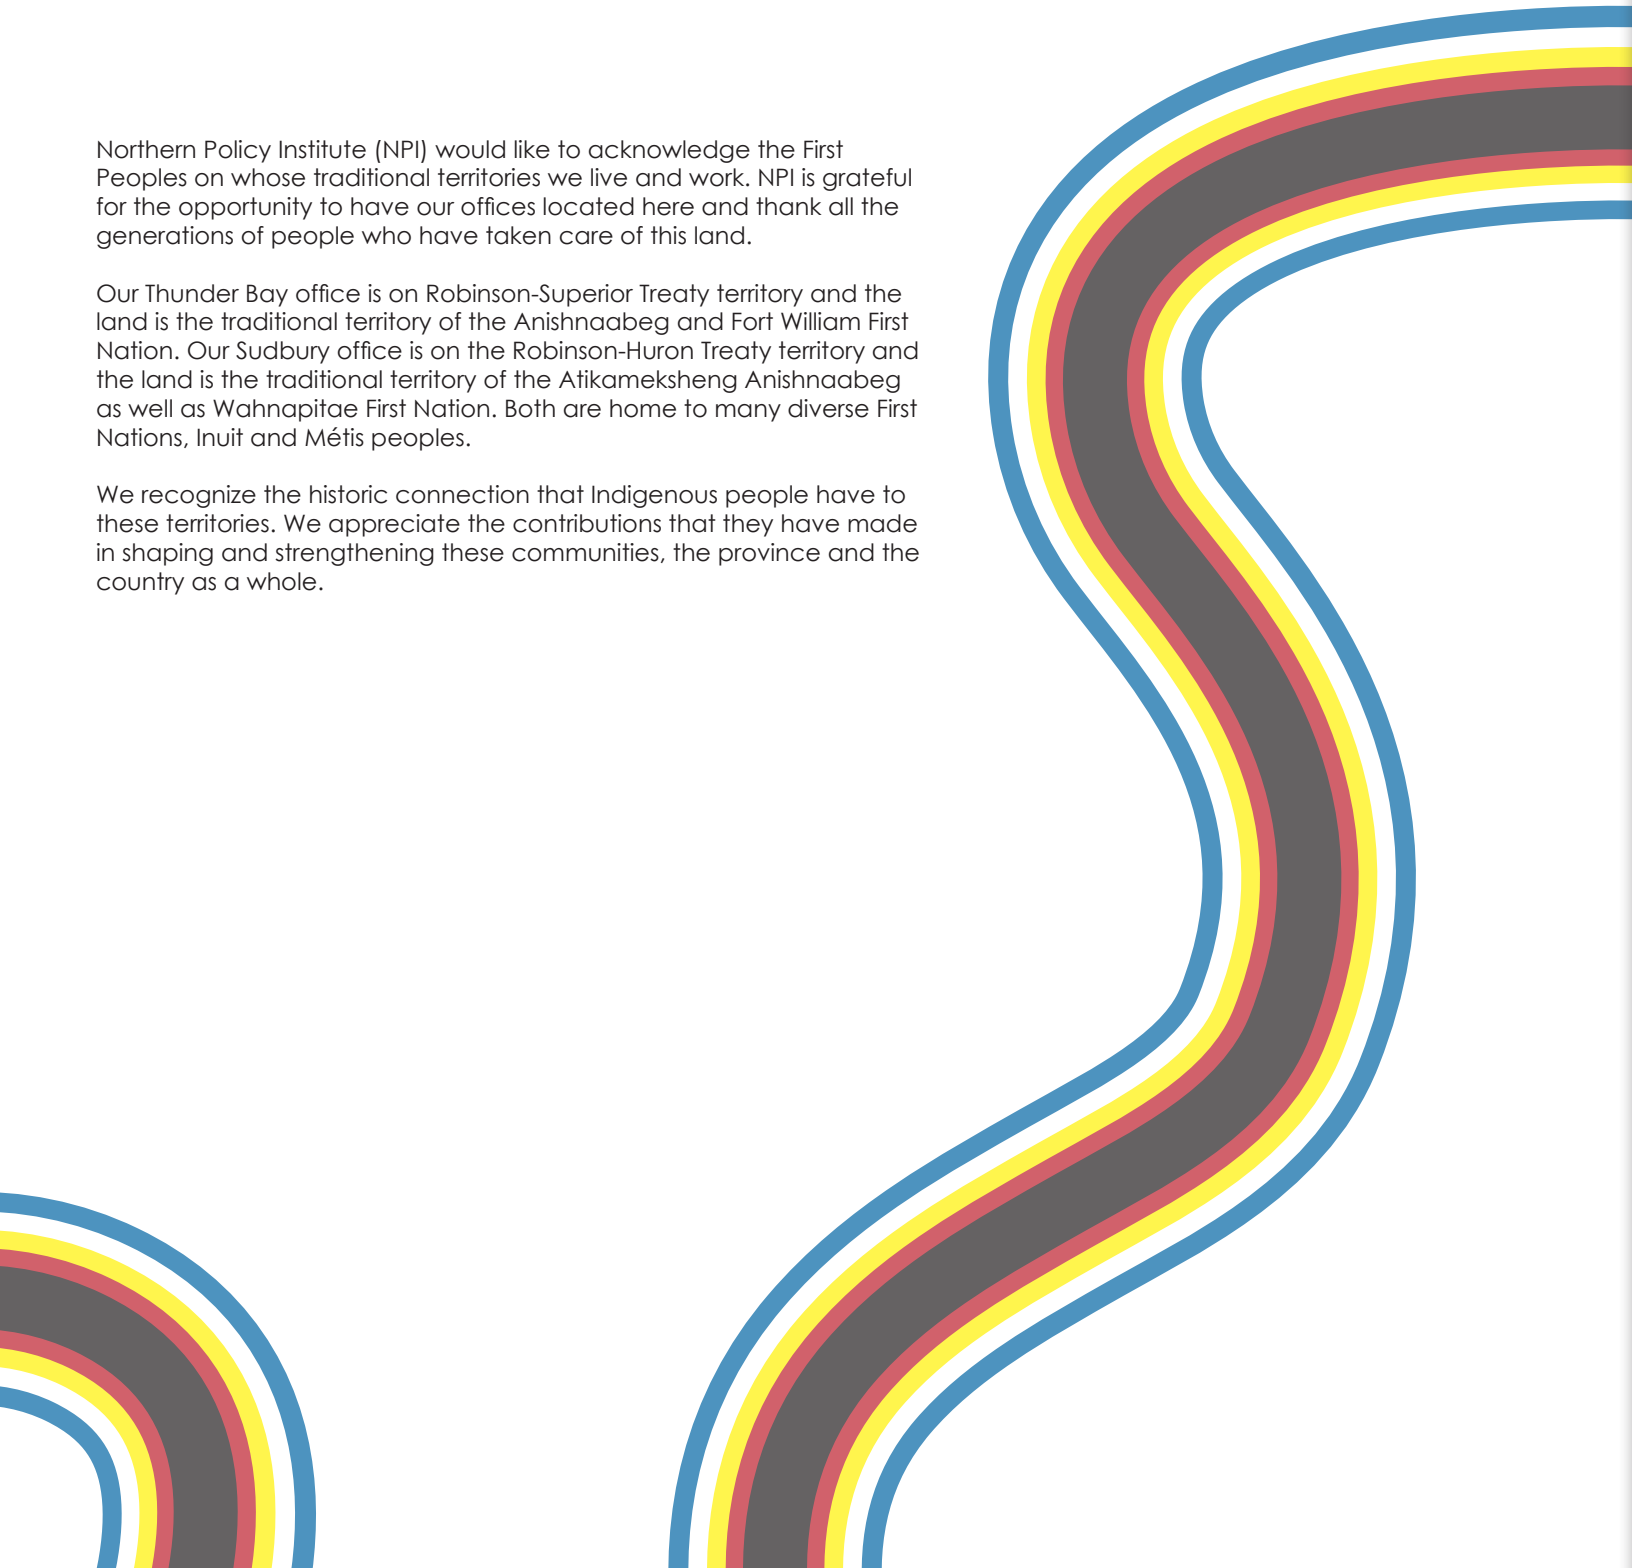 Northern Policy Institute (NPI) would like to acknowledge the First
Peoples on whose traditional territories we live and work. NPI is grateful
for the opportunity to have our offices located here and thank all the
generations of people who have taken care of this land.
Our Thunder Bay office is on Robinson-Superior Treaty territory and the
land is the traditional territory of the Anishnaabeg and Fort William First
Nation. Our Sudbury office is on the Robinson-Huron Treaty territory and
the land is the traditional territory of the Atikameksheng Anishnaabeg
as well as Wahnapitae First Nation. Both are home to many diverse First
Nations, Inuit and Métis peoples.
We recognize the historic connection that Indigenous people have to
these territories. We appreciate the contributions that they have made
in shaping and strengthening these communities, the province and the
country as a whole.